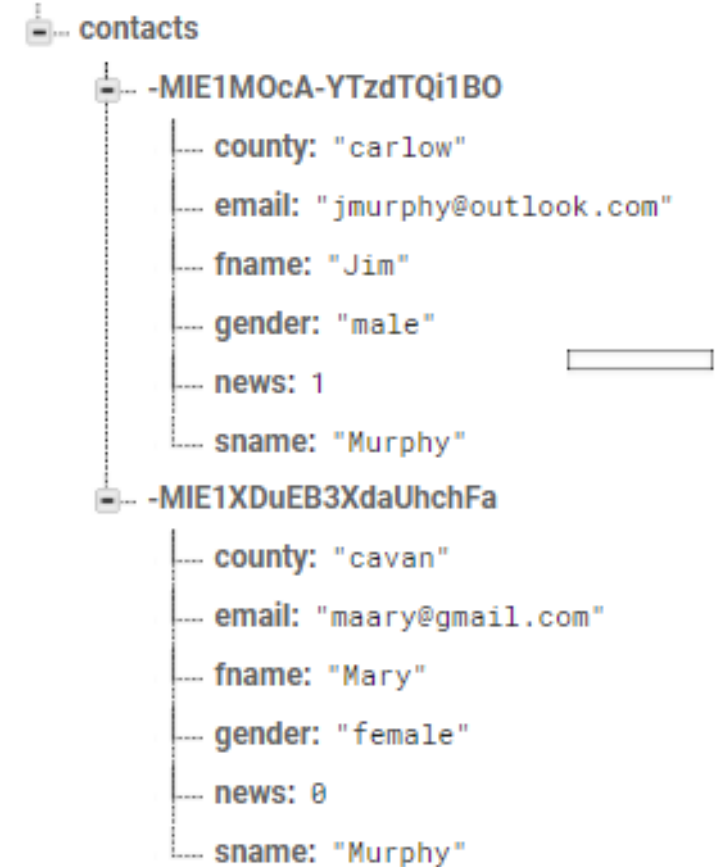 contacts
-MIE1MOcA-YTzdTQi1BO
county: "carlow"
email: "jmurphy@outlook.com"
fname: "Jim"
gender: "male"
news: 1
sname: "Murphy"
-MIE1XDuEB3XdaUhchFa
county: "cavan"
email: "maary@gmail.com"
fname: "Mary"
gender: "female"
news: 0
sname: "Murphy"